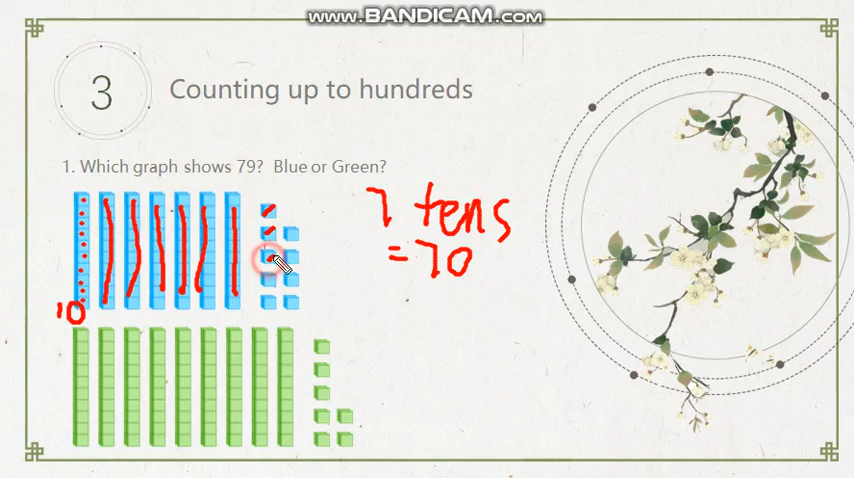 www.BANDICAM.com
3
Counting up to hundreds
1. Which graph shows 79?  Blue or Green?
7 tens
= 70
10